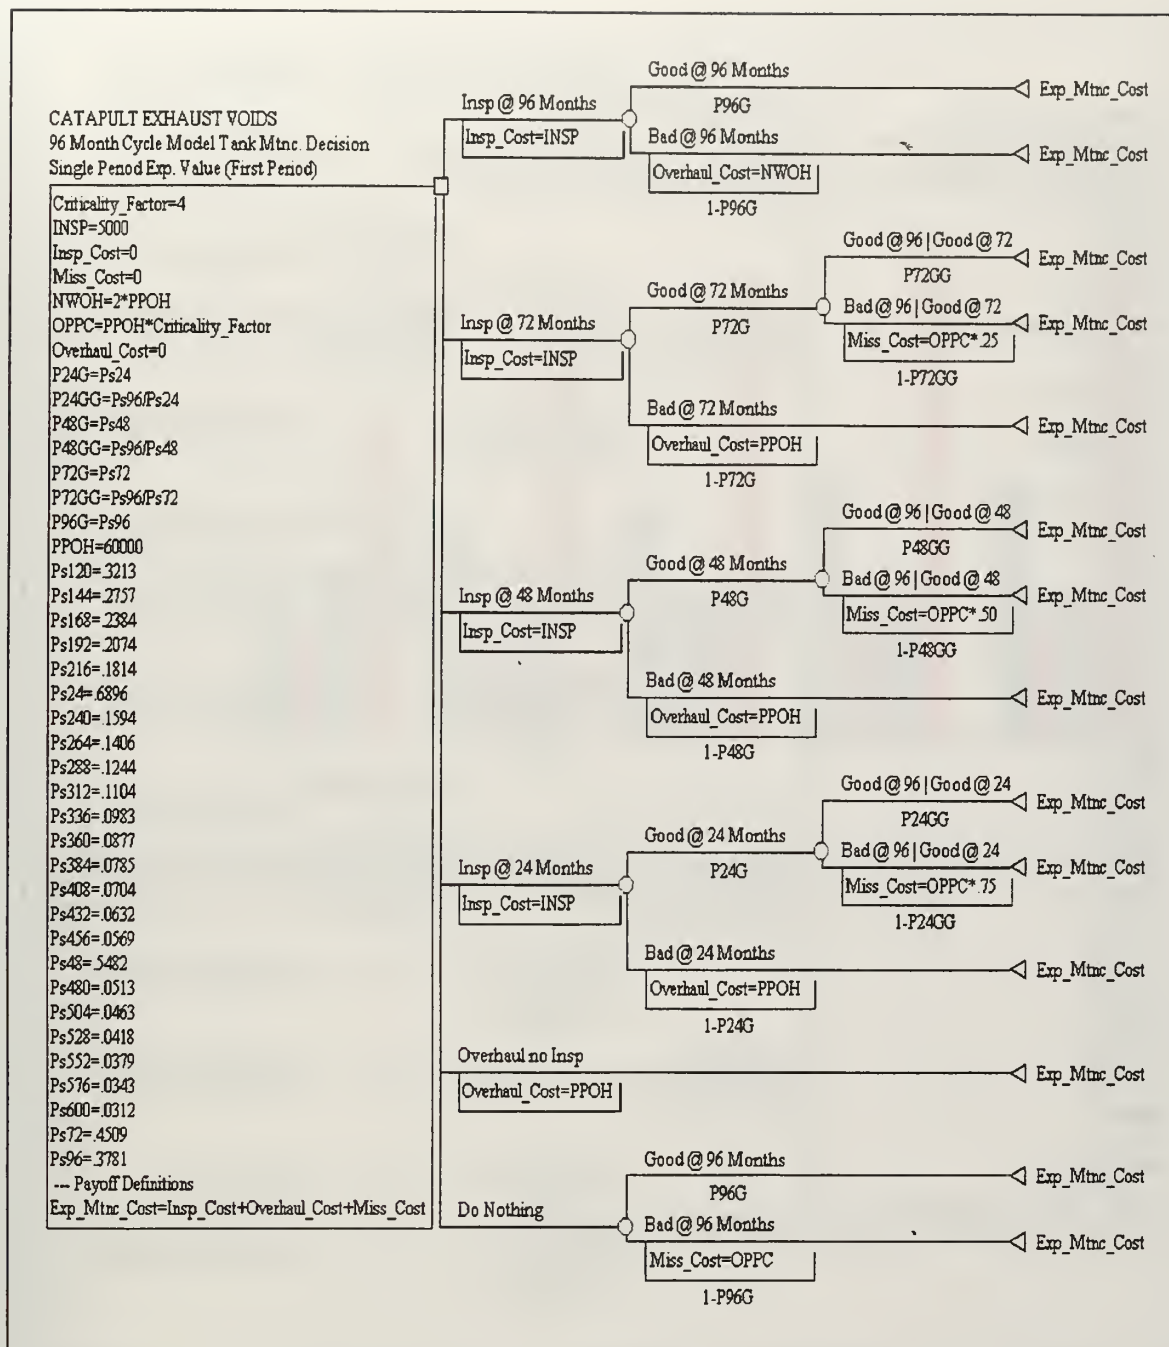 CATAPULT EXHAUST VOIDS
96 Month Cycle Model Tank Mtnc. Decision
Single Period Exp. Value (First Period)
Criticality_Factor=4
INSP=5000
Insp_Cost=0
Miss_Cost=0
NWOH=2*PPOH
OPPC=PPOH*Criticality_Factor
Overhaul_Cost=0
P24G=Ps24
P24GG=Ps96/Ps24
P48G=Ps48
P48GG=Ps96/Ps48
P72G=Ps72
P72GG=Ps96/Ps72
P96G=Ps96
PPOH=60000
Ps120=.3213
Ps144=.2757
Ps168=.2384
Ps192=.2074
Ps216=.1814
Ps24=.6896
Ps240=.1594
Ps264=.1406
Ps288=.1244
Ps312=.1104
Ps336=.0983
Ps360=.0877
Ps384=.0785
Ps408=.0704
Ps432=.0632
Ps456=.0569
Ps48=.5482
Ps480=.0513
Ps504=.0463
Ps528=.0418
Ps552=.0379
Ps576=.0343
Ps600=.0312
Ps72=.4509
Ps96=.3781
--- Payoff Definitions
Exp_Mtnc_Cost=Insp_Cost+Overhaul_Cost+Miss_Cost
Insp @ 96 Months
Insp_Cost=INSP
Good @ 96 Months
P96G
Exp_Mtnc_Cost
Bad @ 96 Months
Overhaul_Cost=NWOH
1-P96G
Exp_Mtnc_Cost
Insp @ 72 Months
Insp_Cost=INSP
Good @ 72 Months
P72G
Good @ 96 | Good @ 72
P72GG
Exp_Mtnc_Cost
Bad @ 96 | Good @ 72
Miss_Cost=OPPC*.25
1-P72GG
Exp_Mtnc_Cost
Bad @ 72 Months
Overhaul_Cost=PPOH
1-P72G
Exp_Mtnc_Cost
Insp @ 48 Months
Insp_Cost=INSP
Good @ 48 Months
P48G
Good @ 96 | Good @ 48
P48GG
Exp_Mtnc_Cost
Bad @ 96 | Good @ 48
Miss_Cost=OPPC*.50
1-P48GG
Exp_Mtnc_Cost
Bad @ 48 Months
Overhaul_Cost=PPOH
1-P48G
Exp_Mtnc_Cost
Insp @ 24 Months
Insp_Cost=INSP
Good @ 24 Months
P24G
Good @ 96 | Good @ 24
P24GG
Exp_Mtnc_Cost
Bad @ 96 | Good @ 24
Miss_Cost=OPPC*.75
1-P24GG
Exp_Mtnc_Cost
Bad @ 24 Months
Overhaul_Cost=PPOH
1-P24G
Exp_Mtnc_Cost
Overhaul no Insp
Overhaul_Cost=PPOH
Exp_Mtnc_Cost
Do Nothing
Good @ 96 Months
P96G
Exp_Mtnc_Cost
Bad @ 96 Months
Miss_Cost=OPPC
1-P96G
Exp_Mtnc_Cost